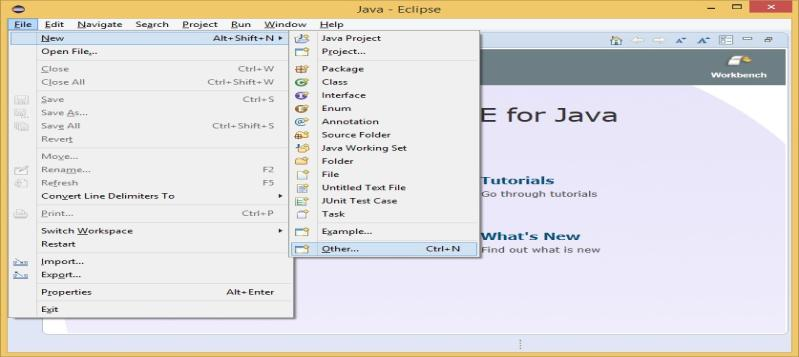 Java - Eclipse
File Edit Navigate Search Project Run Window Help
New Alt+Shift+N
Open File...
Close Ctrl+W
Close All Ctrl+Shift+W
Save Ctrl+S
Save As...
Save All Ctrl+Shift+S
Revert
Move...
Rename... F2
Refresh F5
Convert Line Delimiters To
Print... Ctrl+P
Switch Workspace
Restart
Import...
Export...
Properties Alt+Enter
Exit
Java Project
Project...
Package
Class
Interface
Enum
Annotation
Source Folder
Java Working Set
Folder
File
Untitled Text File
JUnit Test Case
Task
Example...
Other... Ctrl+N
Workbench
E for Java
Tutorials
Go through tutorials
What's New
Find out what is new